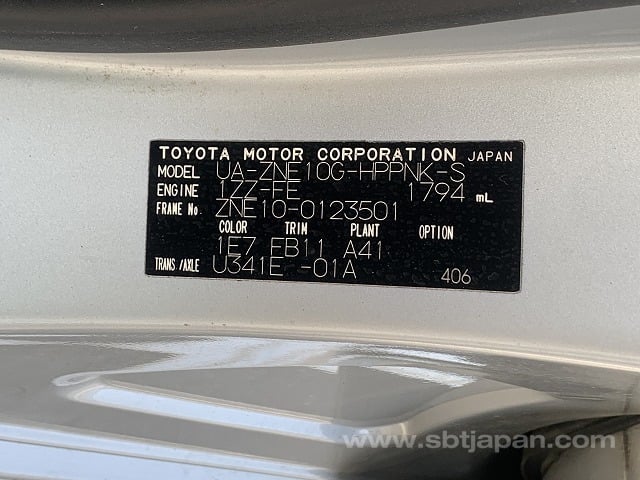 TOYOTA MOTOR CORPORATION JAPAN
MODEL UA-ZNE10G-HPPNK-S
ENGINE 1ZZ-FE 1794 mL
FRAME No. ZNE10-0123501
COLOR TRIM PLANT OPTION
1E7 FB11 A41
TRANS/AXLE U341E -01A 406
www.sbtjapan.com